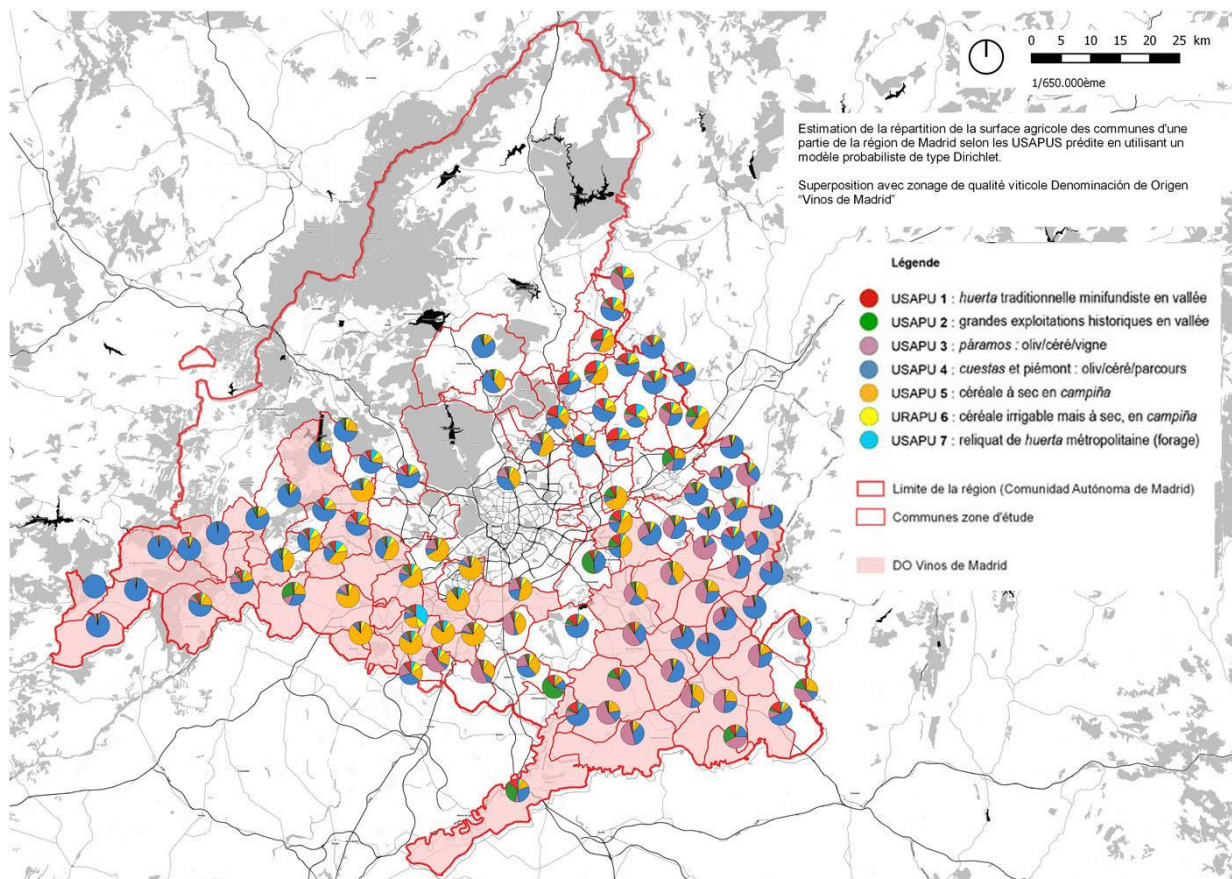 0 5 10 15 20 25 km
1/650.000ème
Estimation de la répartition de la surface agricole des communes d'une
partie de la région de Madrid selon les USAPUS prédite en utilisant un
modèle probabiliste de type Dirichlet.
Superposition avec zonage de qualité viticole Denominación de Origen
"Vinos de Madrid"
Légende
USAPU 1 : huerta traditionnelle minifundiste en vallée
USAPU 2 : grandes exploitations historiques en vallée
USAPU 3 : páramos : oliv/céré/vigne
USAPU 4 : cuestas et piémont : oliv/céré/parcours
USAPU 5 : céréale à sec en campiña
URAPU 6 : céréale irrigable mais à sec, en campiña
USAPU 7 : reliquat de huerta métropolitaine (forage)
Limite de la région (Comunidad Autónoma de Madrid)
Communes zone d'étude
DO Vinos de Madrid